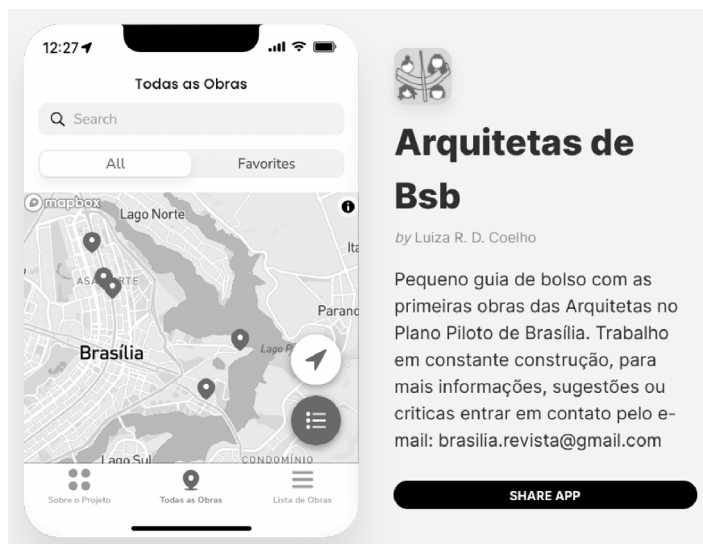 12:27
Todas as Obras
Search
All
Favorites
mapbox
Lago Norte
Ita
ASA NORTE
Parano
Brasília
Lago P
Lago Sul
CONDOMÍNIO
Sobre o Projeto
Todas as Obras
Lista de Obras
Arquitetas de
Bsb
by Luiza R. D. Coelho
Pequeno guia de bolso com as
primeiras obras das Arquitetas no
Plano Piloto de Brasília. Trabalho
em constante construção, para
mais informações, sugestões ou
criticas entrar em contato pelo e-
mail: brasilia.revista@gmail.com
SHARE APP